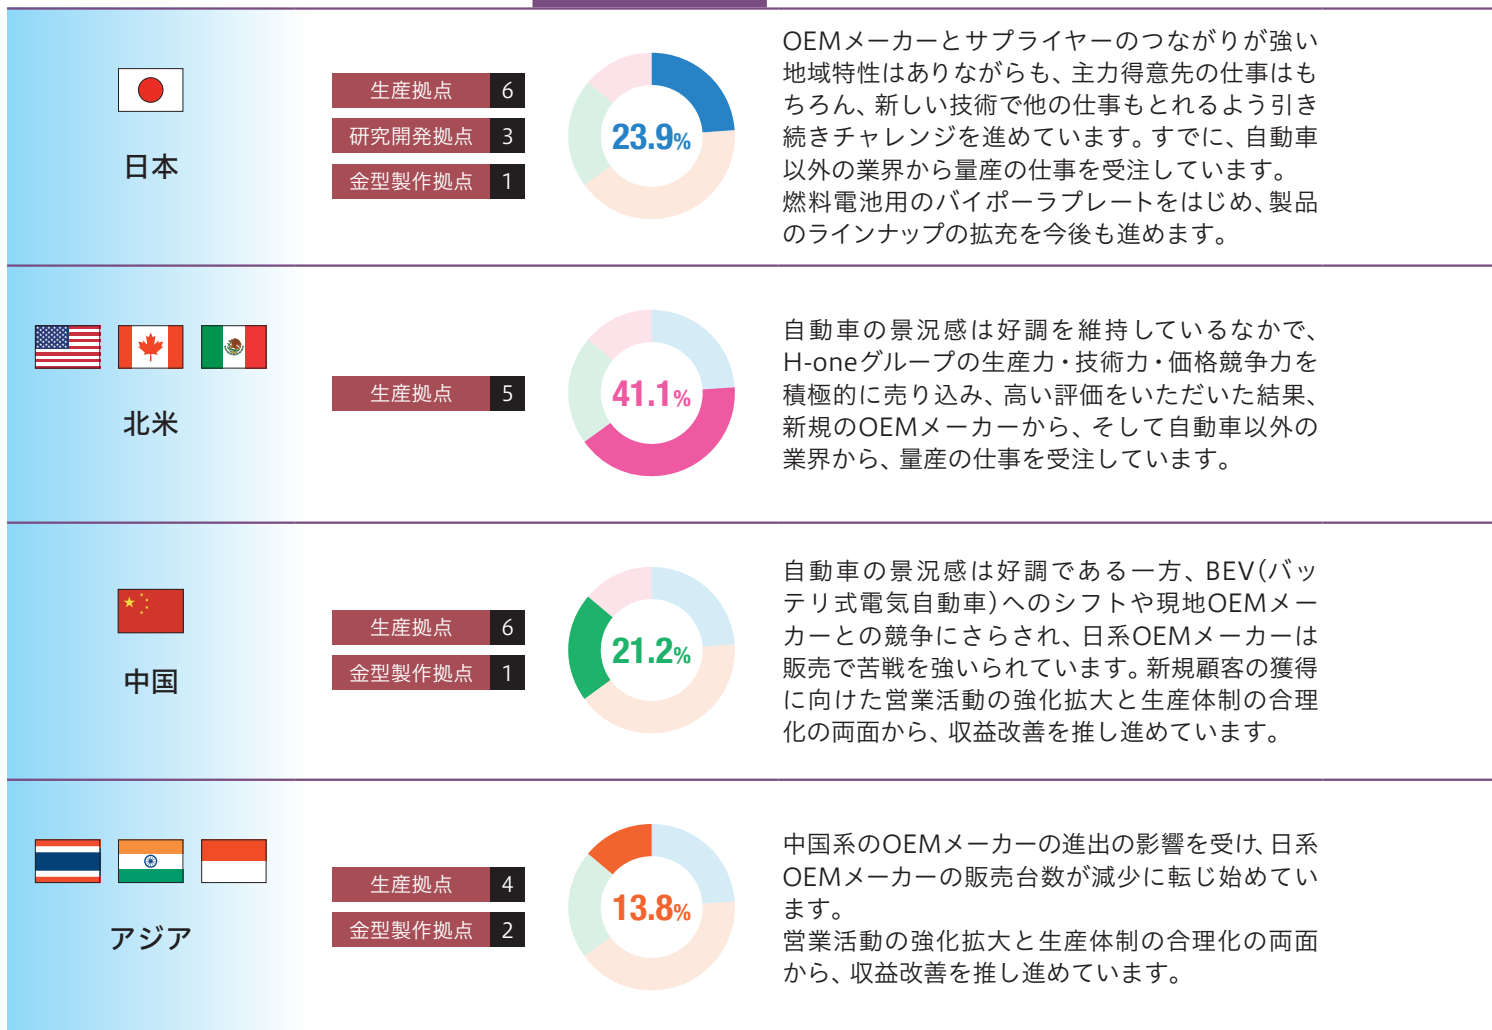 日本
生産拠点 6
研究開発拠点 3
金型製作拠点 1
23.9%
OEMメーカーとサプライヤーのつながりが強い
地域特性はありながらも、主力得意先の仕事はも
ちろん、新しい技術で他の仕事もとれるよう引き
続きチャレンジを進めています。すでに、自動車
以外の業界から量産の仕事を受注しています。
燃料電池用のバイポーラプレートをはじめ、製品
のラインナップの拡充を今後も進めます。
北米
生産拠点 5
41.1%
自動車の景況感は好調を維持しているなかで、
H-oneグループの生産力・技術力・価格競争力を
積極的に売り込み、高い評価をいただいた結果、
新規のOEMメーカーから、そして自動車以外の
業界から、量産の仕事を受注しています。
中国
生産拠点 6
金型製作拠点 1
21.2%
自動車の景況感は好調である一方、BEV(バッ
テリ式電気自動車)へのシフトや現地OEMメー
カーとの競争にさらされ、日系OEMメーカーは
販売で苦戦を強いられています。新規顧客の獲得
に向けた営業活動の強化拡大と生産体制の合理
化の両面から、収益改善を推し進めています。
アジア
生産拠点 4
金型製作拠点 2
13.8%
中国系のOEMメーカーの進出の影響を受け、日系
OEMメーカーの販売台数が減少に転じ始めてい
ます。
営業活動の強化拡大と生産体制の合理化の両面
から、収益改善を推し進めています。